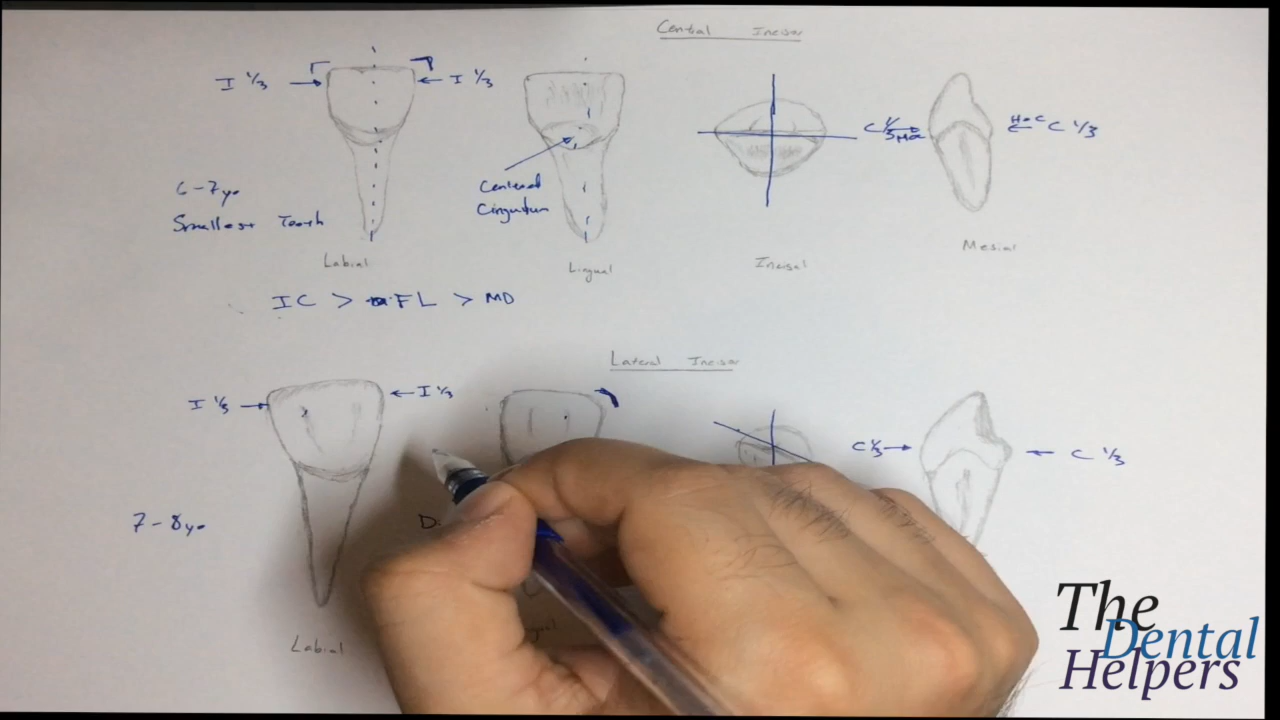 Central Incisor
I 1/3 → ← I 1/3
C 1/3 HoC → HoC ← C 1/3
6-7yo
Smallest Tooth
Centered
Cingulum
Labial
Lingual
Incisal
Mesial
IC > FL > MD
Lateral Incisor
I 1/3 → ← I 1/3
C 1/3 → ← C 1/3
7-8yo
Labial
The
Dental
Helpers